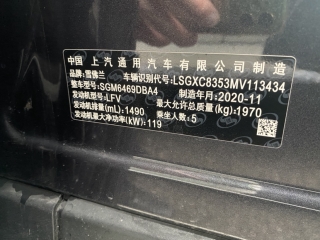 中国 上汽通用汽车有限公司制造
品牌:雪佛兰 车辆识别代号:LSGXC8353MV113434
整车型号:SGM6469DBA4 制造年月:2020-11
发动机型号:LFV 最大允许总质量(kg):1970
发动机排量(mL):1490 乘坐人数:5
发动机最大净功率(kW):119